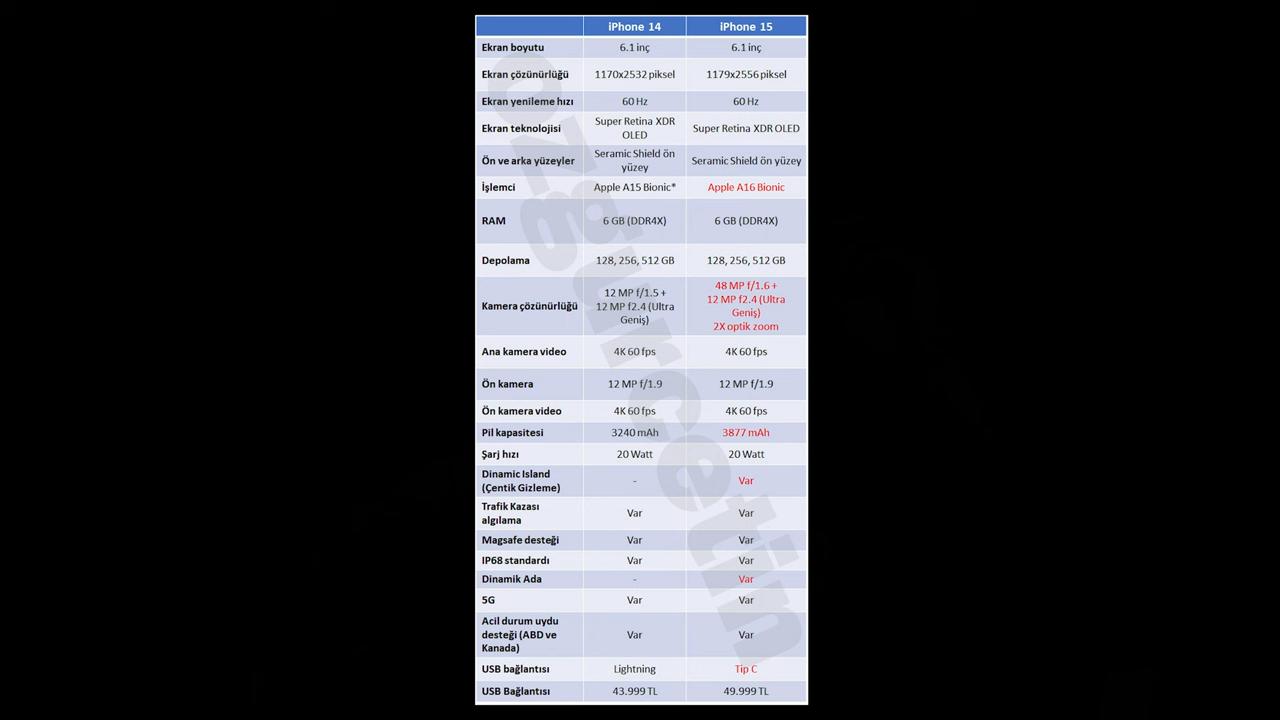 iPhone 14 iPhone 15
Ekran boyutu 6.1 inç 6.1 inç
Ekran çözünürlüğü 1170x2532 piksel 1179x2556 piksel
Ekran yenileme hızı 60 Hz 60 Hz
Ekran teknolojisi Super Retina XDR OLED Super Retina XDR OLED
Ön ve arka yüzeyler Seramic Shield ön yüzey Seramic Shield ön yüzey
İşlemci Apple A15 Bionic* Apple A16 Bionic
RAM 6 GB (DDR4X) 6 GB (DDR4X)
Depolama 128, 256, 512 GB 128, 256, 512 GB
Kamera çözünürlüğü 12 MP f/1.5 + 12 MP f2.4 (Ultra Geniş) 48 MP f/1.6 + 12 MP f2.4 (Ultra Geniş) 2X optik zoom
Ana kamera video 4K 60 fps 4K 60 fps
Ön kamera 12 MP f/1.9 12 MP f/1.9
Ön kamera video 4K 60 fps 4K 60 fps
Pil kapasitesi 3240 mAh 3877 mAh
Şarj hızı 20 Watt 20 Watt
Dinamic Island (Çentik Gizleme) - Var
Trafik Kazası algılama Var Var
Magsafe desteği Var Var
IP68 standardı Var Var
Dinamik Ada - Var
5G Var Var
Acil durum uydu desteği (ABD ve Kanada) Var Var
USB bağlantısı Lightning Tip C
USB Bağlantısı 43.999 TL 49.999 TL
ozgurcetin